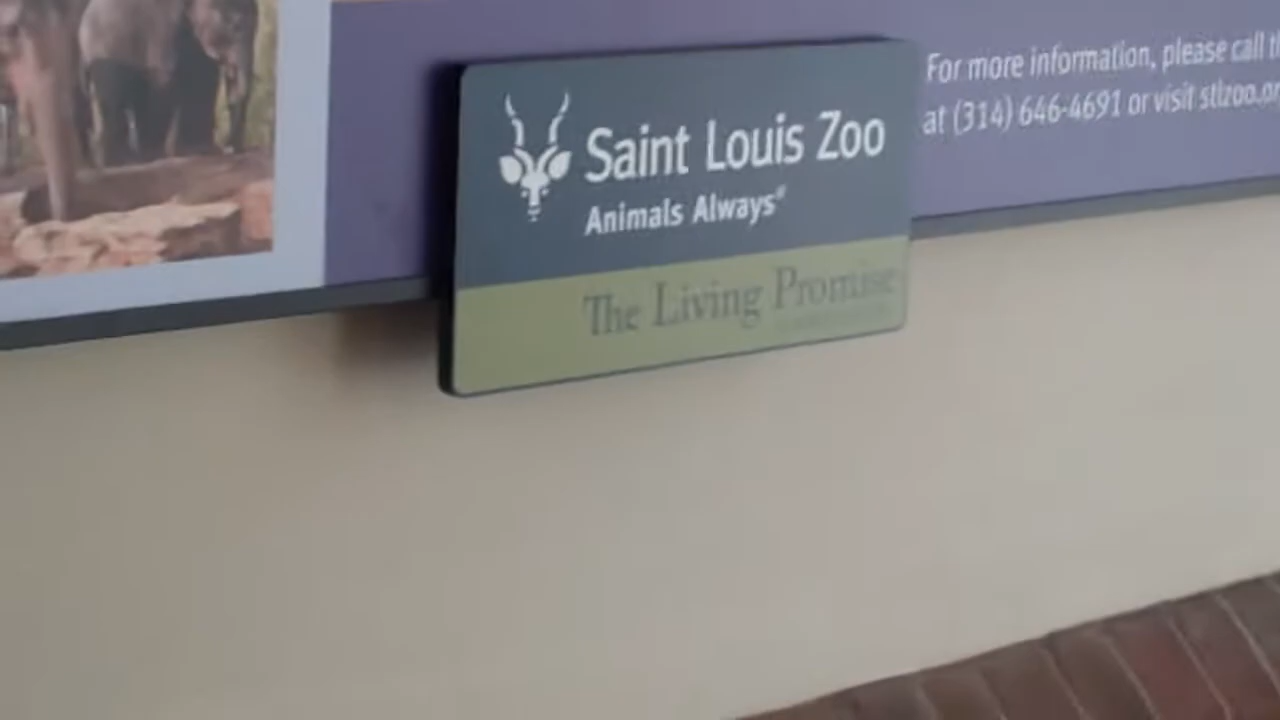 Saint Louis Zoo
Animals Always®
The Living Promise
For more information, please call
at (314) 646-4691 or visit stlzoo.or